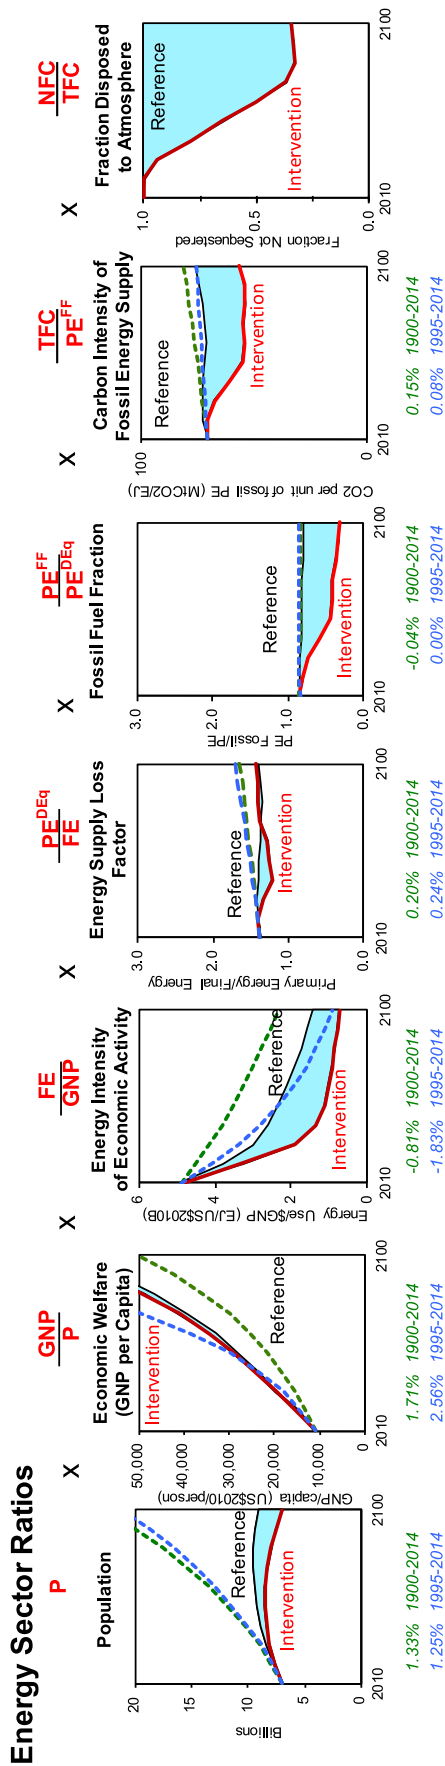 Energy Sector Ratios
P
X
GNP
P
X
FE
GNP
X
PE^DEq
FE
X
PE^FF
PE^DEq
X
TFC
PE^FF
X
NFC
TFC
Population
20
15
10
5
0
Billions
Reference
Intervention
2010
2100
1.33% 1900-2014
1.25% 1995-2014
Economic Welfare
(GNP per Capita)
50,000
40,000
30,000
20,000
10,000
0
GNP/capita (US$2010/person)
Intervention
Reference
2010
2100
1.71% 1900-2014
2.56% 1995-2014
Energy Intensity
of Economic Activity
6
4
2
0
Energy
Use/$GNP (EJ/US$2010B)
Reference
Intervention
2010
2100
-0.81% 1900-2014
-1.83% 1995-2014
Energy Supply Loss
Factor
3.0
2.0
1.0
0.0
Primary Energy/Final Energy
Reference
Intervention
2010
2100
0.20% 1900-2014
0.24% 1995-2014
Fossil Fuel Fraction
3.0
2.0
1.0
0.0
PE Fossil/PE
Reference
Intervention
2010
2100
-0.04% 1900-2014
0.00% 1995-2014
Carbon Intensity of
Fossil Energy Supply
100
0
CO2 per unit of fossil PE (MtCO2/EJ)
Reference
Intervention
2010
2100
0.15% 1900-2014
0.08% 1995-2014
Fraction Disposed
to Atmosphere
1.0
0.5
0.0
Fraction Not Sequestered
Reference
Intervention
2010
2100